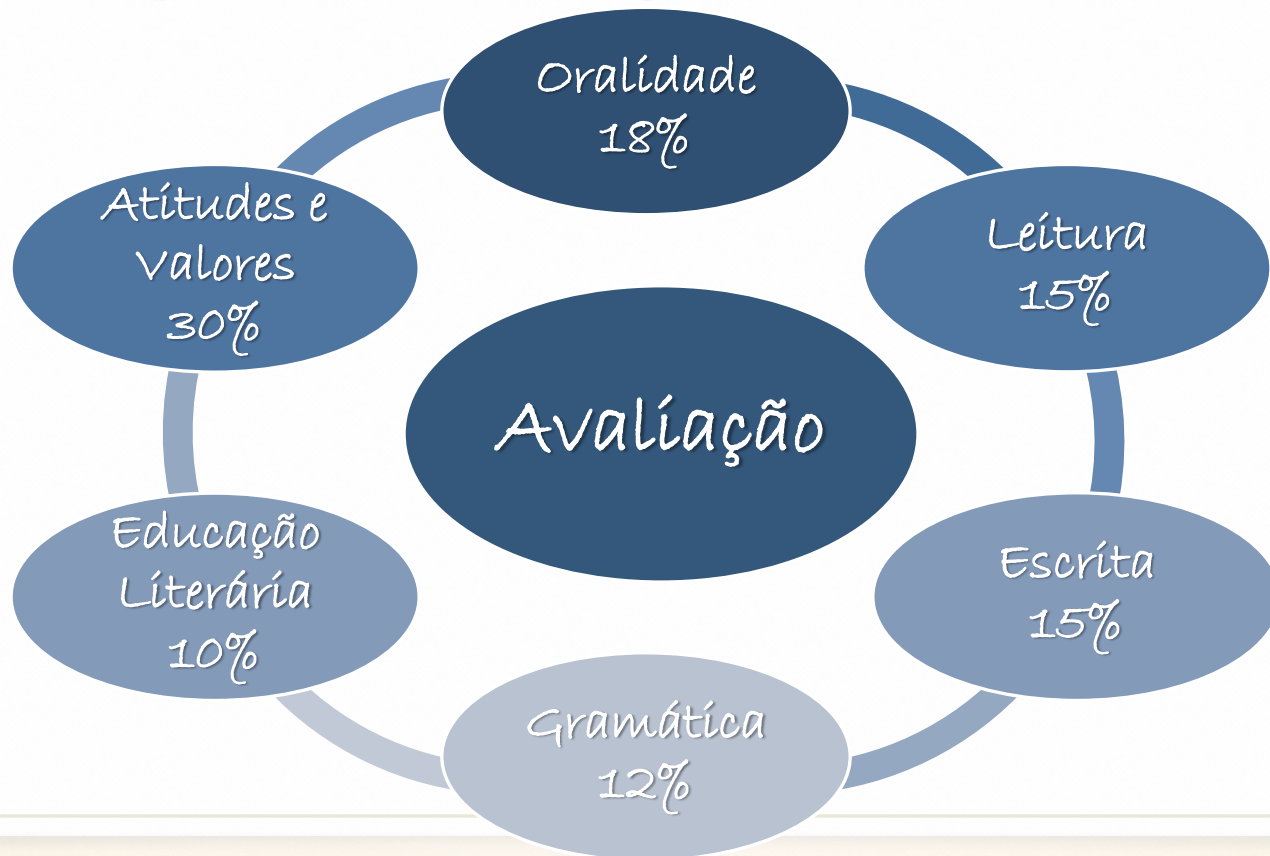 Oralidade
18%
Leitura
15%
Escrita
15%
Gramática
12%
Educação
Literária
10%
Atitudes e
Valores
30%
Avaliação